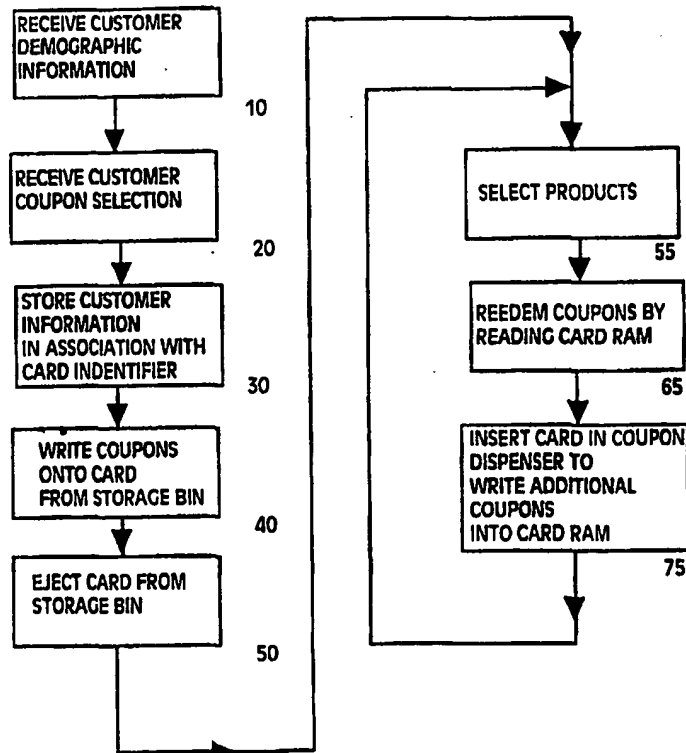 RECEIVE CUSTOMER
DEMOGRAPHIC
INFORMATION
10
RECEIVE CUSTOMER
COUPON SELECTION
20
STORE CUSTOMER
INFORMATION
IN ASSOCIATION WITH
CARD INDENTIFIER
30
WRITE COUPONS
ONTO CARD
FROM STORAGE BIN
40
EJECT CARD FROM
STORAGE BIN
50
SELECT PRODUCTS
55
REEDEM COUPONS BY
READING CARD RAM
65
INSERT CARD IN COUPON
DISPENSER TO
WRITE ADDITIONAL
COUPONS
INTO CARD RAM
75